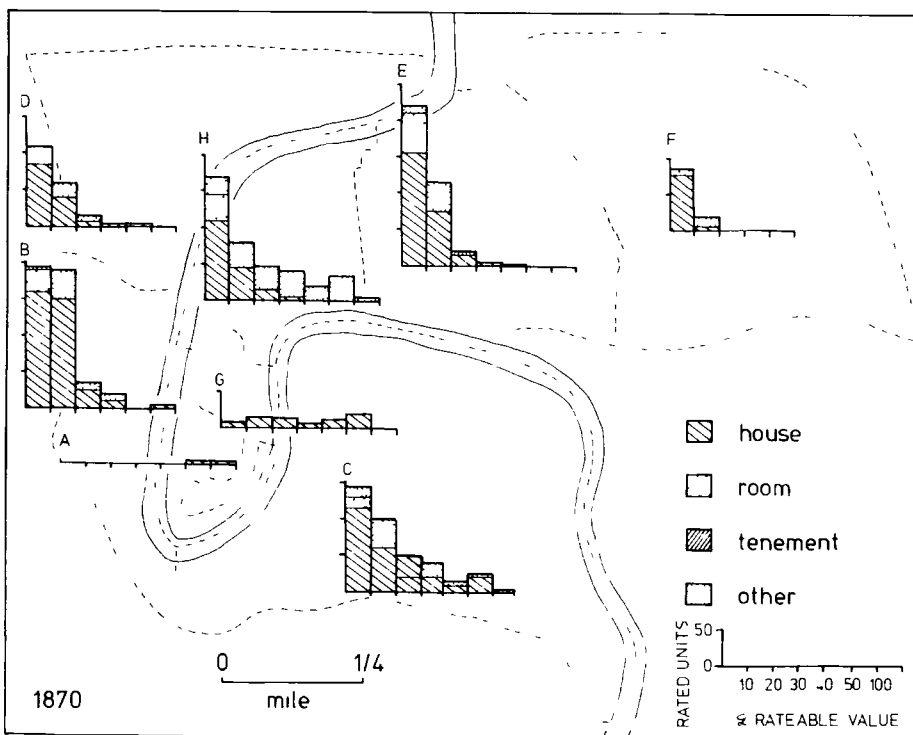 E
D
H
F
B
G
A
C
house
room
tenement
other
0 1/4
mile
1870
RATED UNITS
50
0
10 20 30 40 50 100
£ RATEABLE VALUE